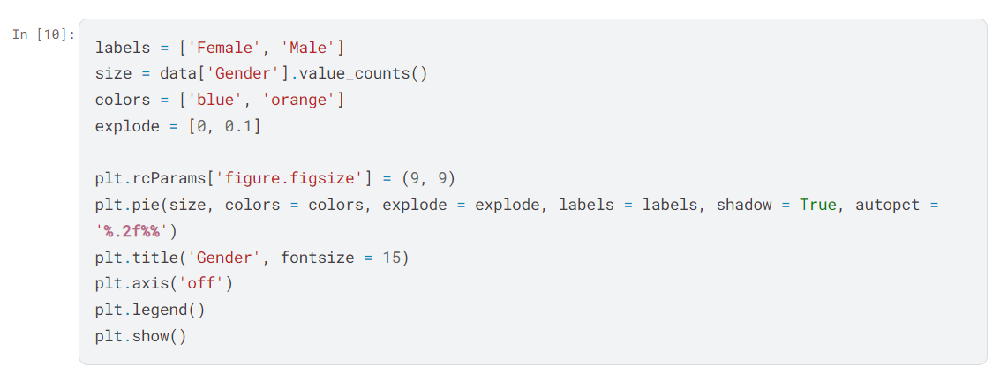 In [10]:
labels = ['Female', 'Male']
size = data['Gender'].value_counts()
colors = ['blue', 'orange']
explode = [0, 0.1]
plt.rcParams['figure.figsize'] = (9, 9)
plt.pie(size, colors = colors, explode = explode, labels = labels, shadow = True, autopct =
'%.2f%%')
plt.title('Gender', fontsize = 15)
plt.axis('off')
plt.legend()
plt.show()